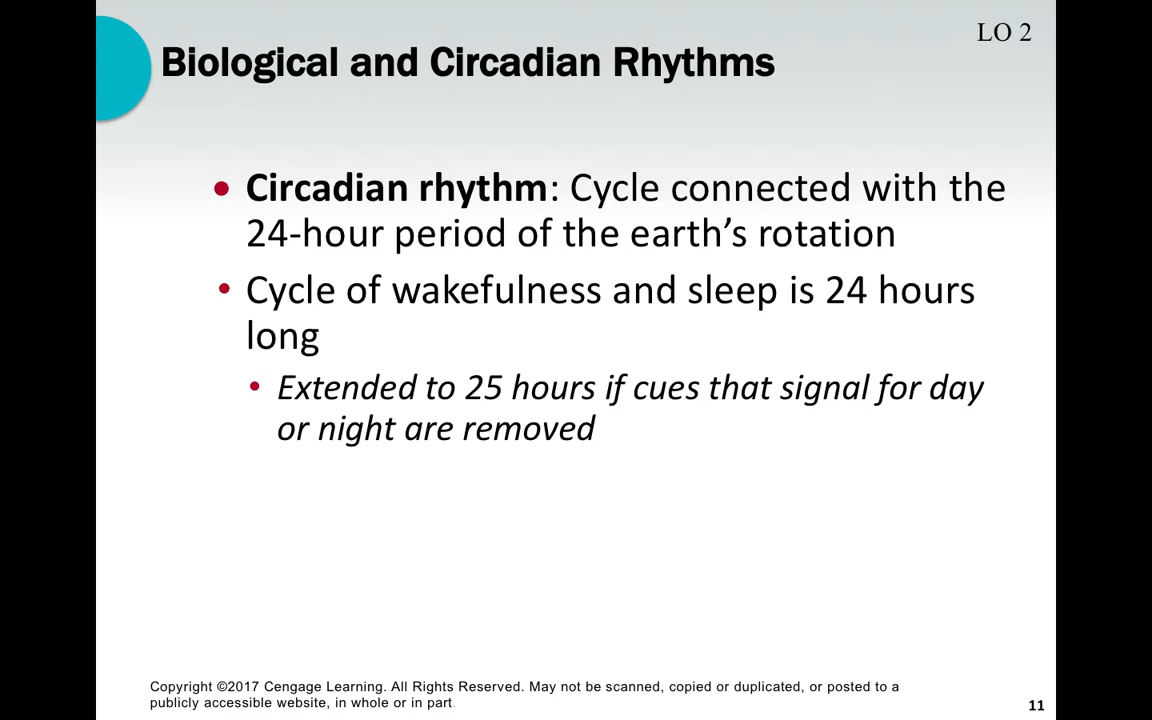 LO 2
Biological and Circadian Rhythms
• Circadian rhythm: Cycle connected with the
24-hour period of the earth’s rotation
• Cycle of wakefulness and sleep is 24 hours
long
• Extended to 25 hours if cues that signal for day
or night are removed
Copyright ©2017 Cengage Learning. All Rights Reserved. May not be scanned, copied or duplicated, or posted to a
publicly accessible website, in whole or in part.
11